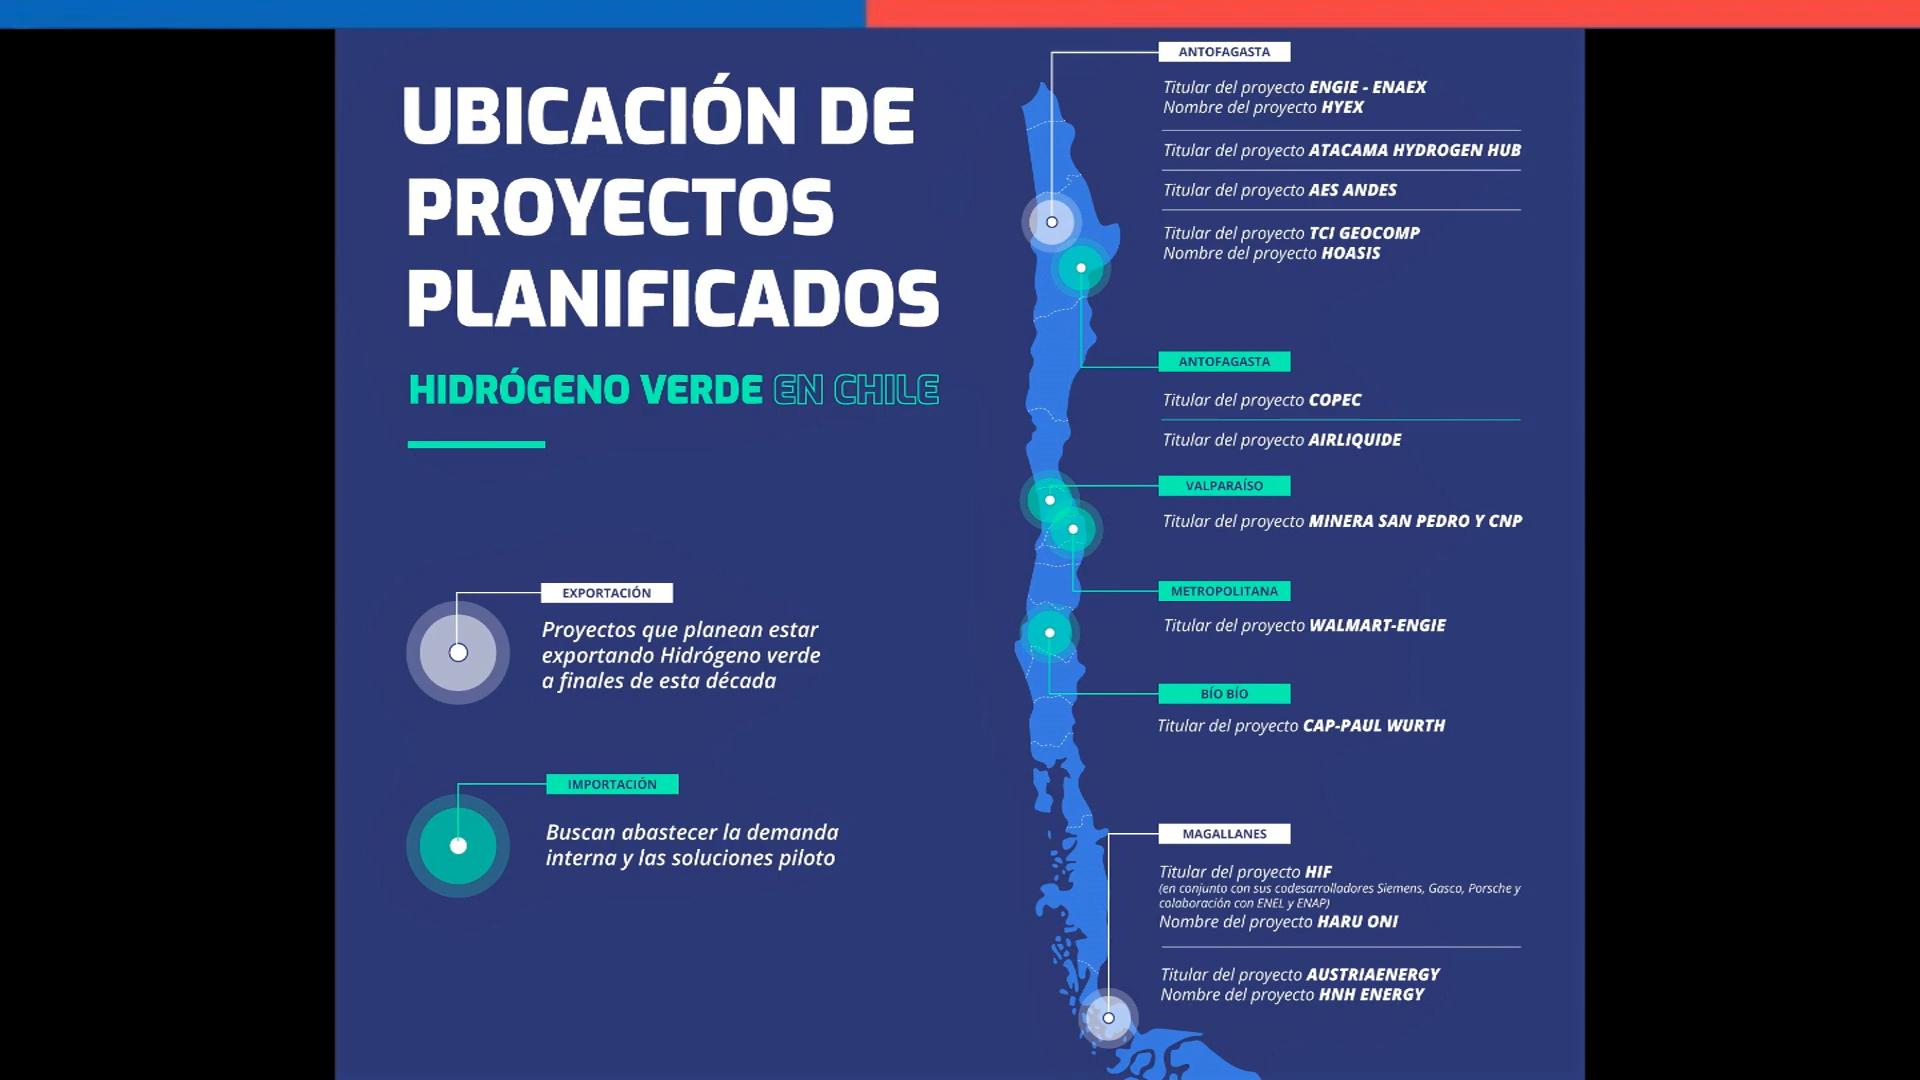 UBICACIÓN DE
PROYECTOS
PLANIFICADOS
HIDRÓGENO VERDE EN CHILE
EXPORTACIÓN
Proyectos que planean estar
exportando Hidrógeno verde
a finales de esta década
IMPORTACIÓN
Buscan abastecer la demanda
interna y las soluciones piloto
ANTOFAGASTA
Titular del proyecto ENGIE - ENAEX
Nombre del proyecto HYEX
Titular del proyecto ATACAMA HYDROGEN HUB
Titular del proyecto AES ANDES
Titular del proyecto TCI GEOCOMP
Nombre del proyecto HOASIS
ANTOFAGASTA
Titular del proyecto COPEC
Titular del proyecto AIRLIQUIDE
VALPARAÍSO
Titular del proyecto MINERA SAN PEDRO Y CNP
METROPOLITANA
Titular del proyecto WALMART-ENGIE
BÍO BÍO
Titular del proyecto CAP-PAUL WURTH
MAGALLANES
Titular del proyecto HIF
(en conjunto con sus codesarrolladores Siemens, Gasco, Porsche y
colaboración con ENEL y ENAP)
Nombre del proyecto HARU ONI
Titular del proyecto AUSTRIAENERGY
Nombre del proyecto HNH ENERGY